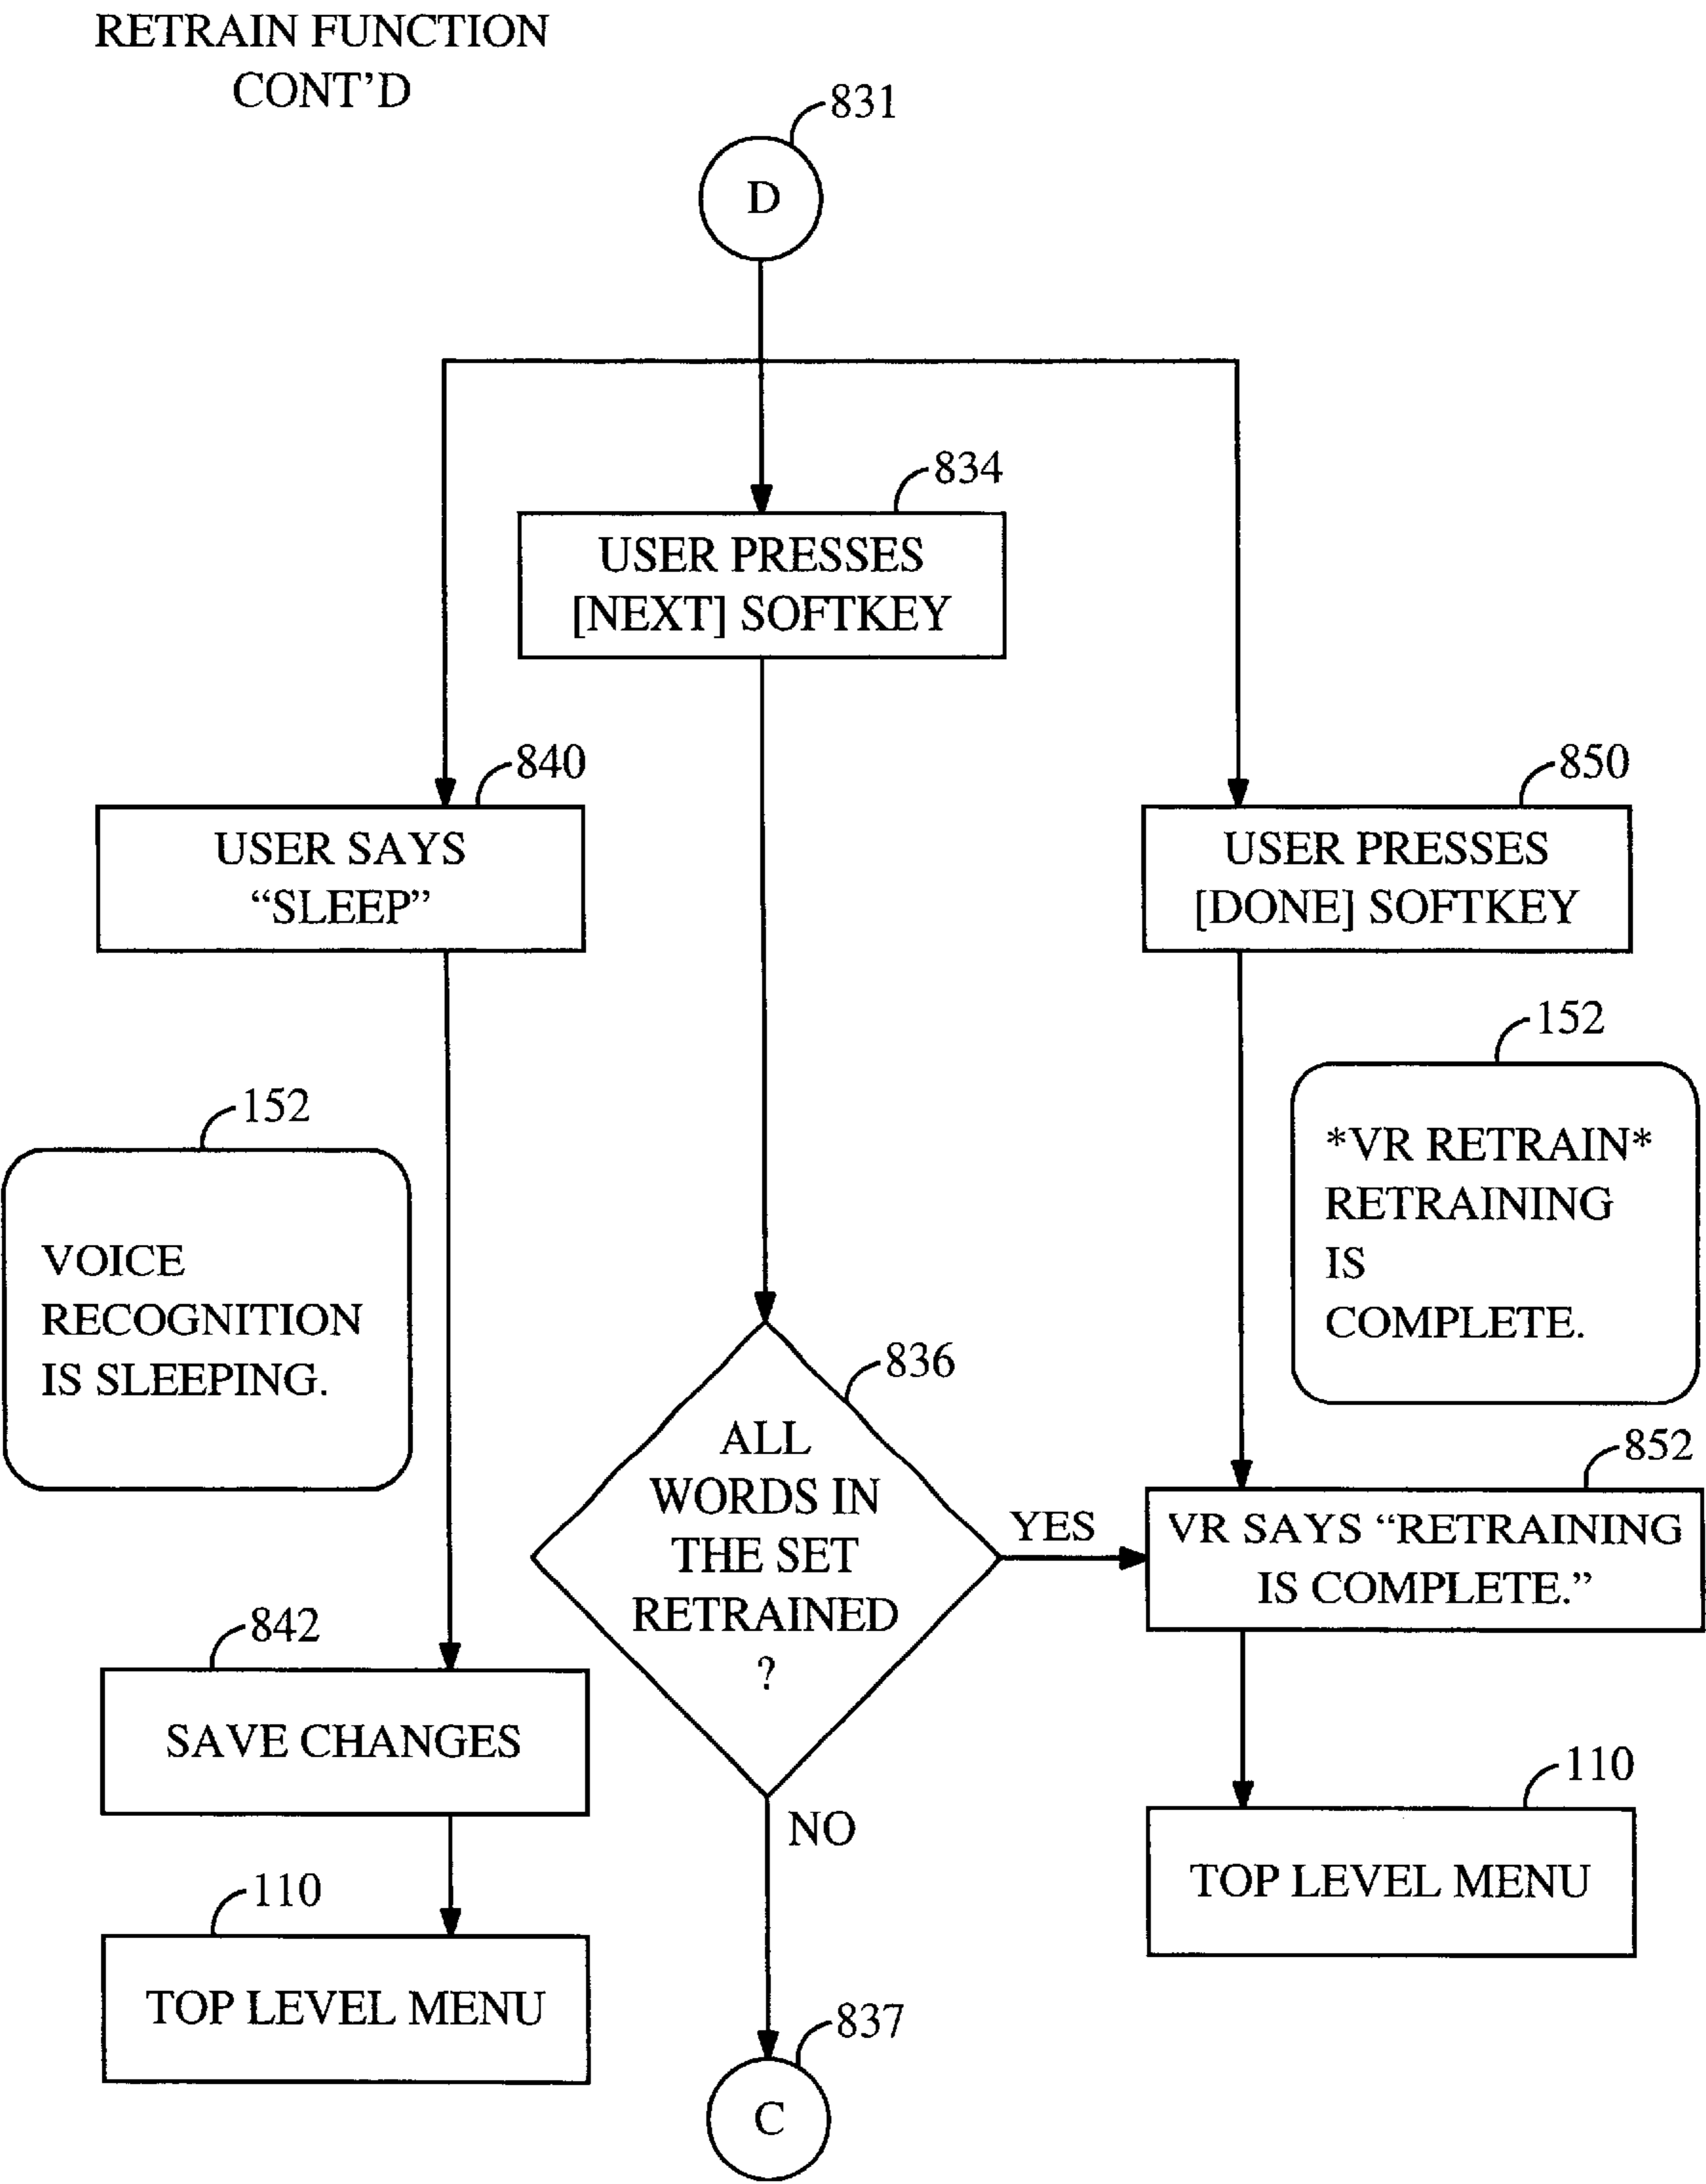 RETRAIN FUNCTION
CONT'D
831
D
834
USER PRESSES
[NEXT] SOFTKEY
840
USER SAYS
“SLEEP”
850
USER PRESSES
[DONE] SOFTKEY
152
VOICE
RECOGNITION
IS SLEEPING.
152
*VR RETRAIN*
RETRAINING
IS
COMPLETE.
836
ALL
WORDS IN
THE SET
RETRAINED
?
YES
NO
852
VR SAYS “RETRAINING
IS COMPLETE.”
842
SAVE CHANGES
110
TOP LEVEL MENU
110
TOP LEVEL MENU
837
C